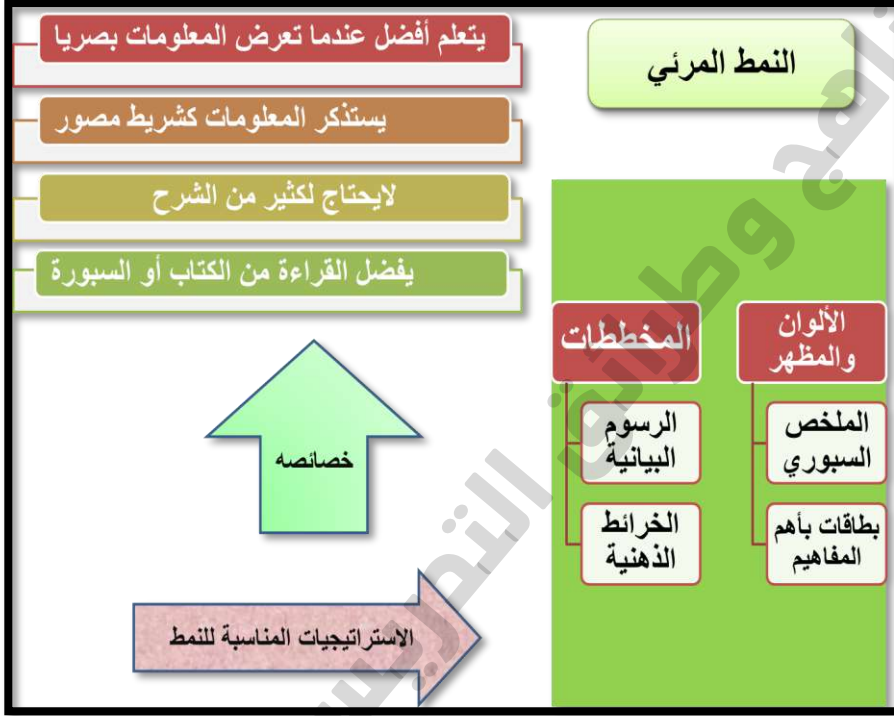 النمط المرئي
يتعلم أفضل عندما تعرض المعلومات بصريا
يستذكر المعلومات كشريط مصور
لايحتاج لكثير من الشرح
يفضل القراءة من الكتاب أو السبورة
خصائصه
الاستراتيجيات المناسبة للنمط
الألوان
والمظهر
الملخص
السبوري
بطاقات بأهم
المفاهيم
المخططات
الرسوم
البيانية
الخرائط
الذهنية
وطرائق التدريس